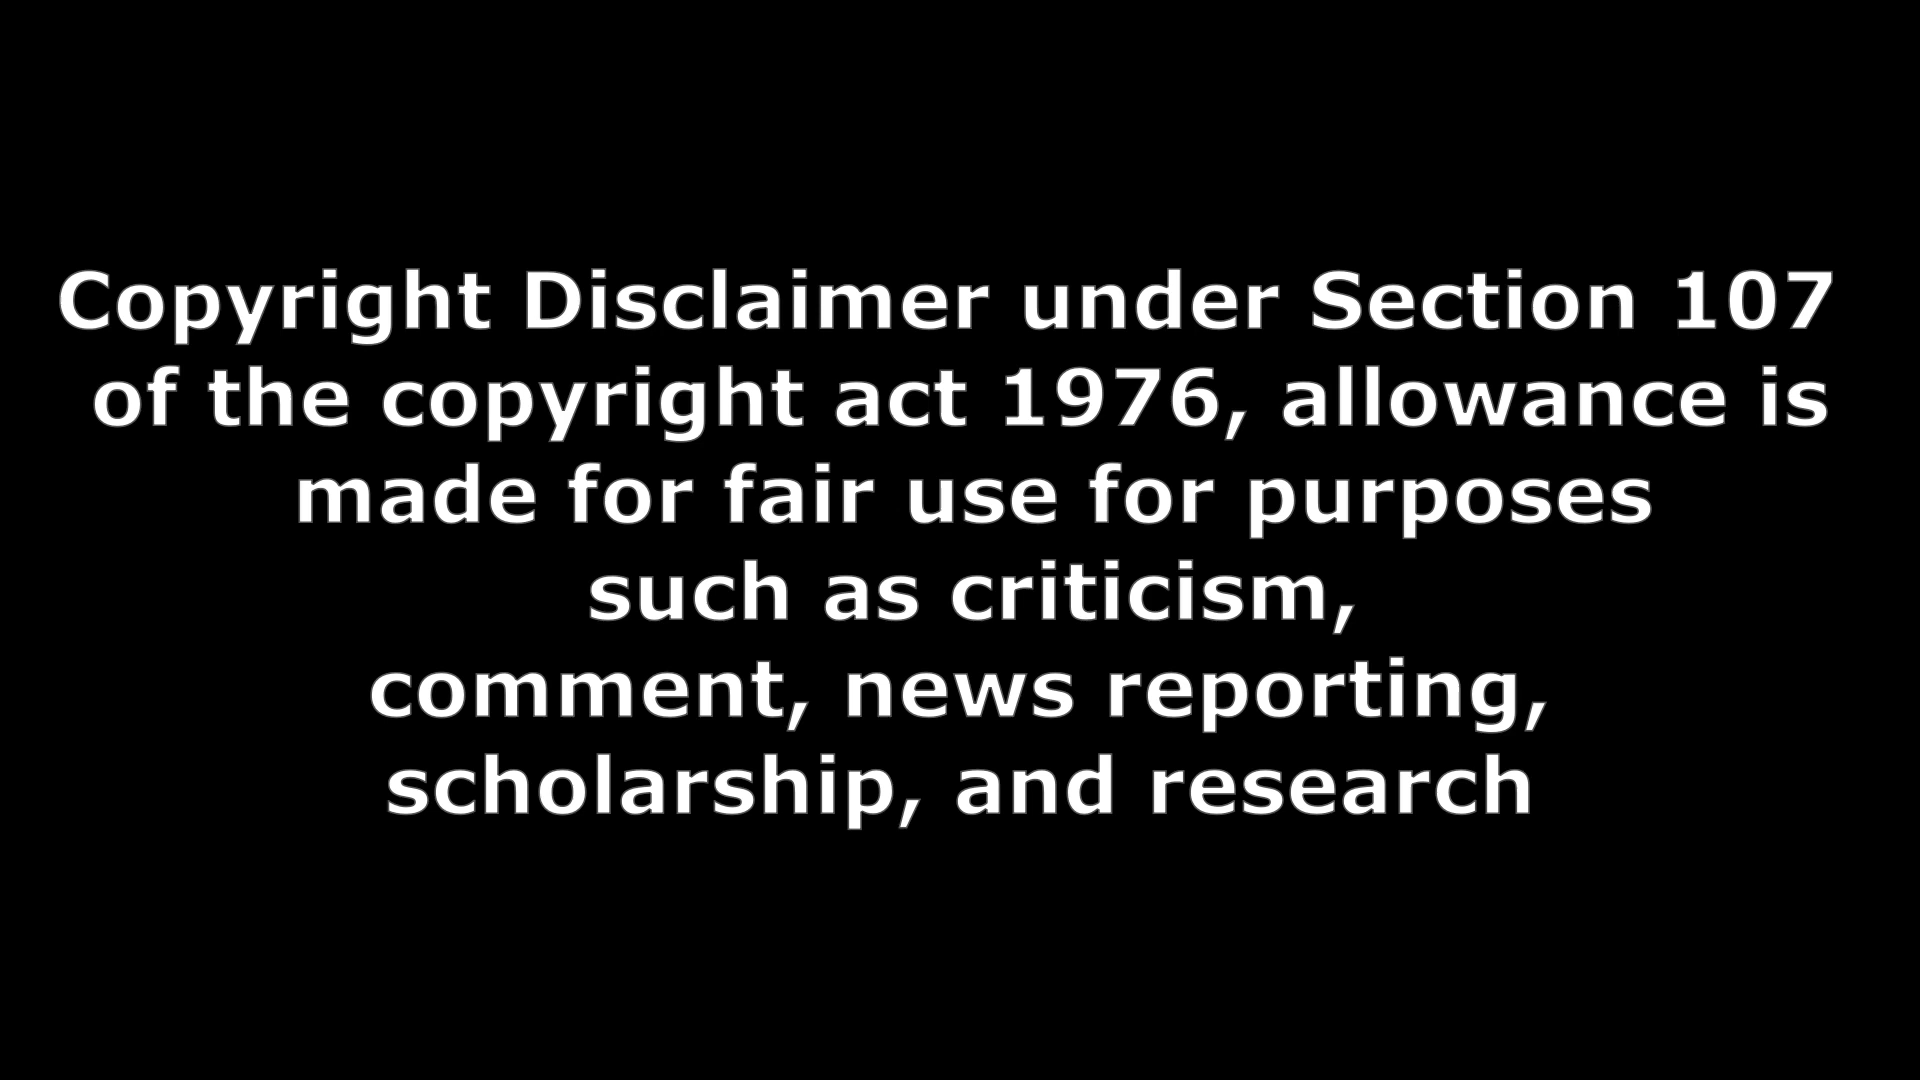 Copyright Disclaimer under Section 107
of the copyright act 1976, allowance is
made for fair use for purposes
such as criticism,
comment, news reporting,
scholarship, and research